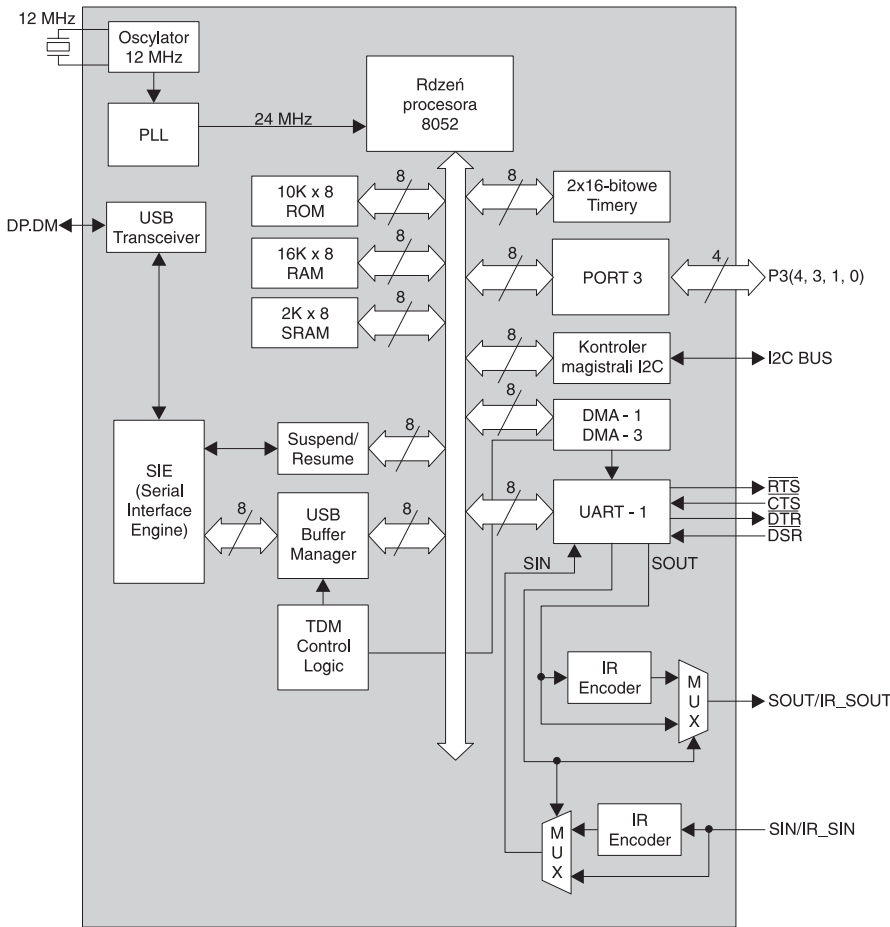 12 MHz
Oscylator
12 MHz
Rdzeń
procesora
8052
PLL
24 MHz
10K x 8
ROM
8
8
2x16-bitowe
Timery
DP.DM
USB
Transceiver
16K x 8
RAM
8
8
PORT 3
4
P3(4, 3, 1, 0)
2K x 8
SRAM
8
8
Kontroler
magistrali I2C
I2C BUS
8
DMA - 1
DMA - 3
SIE
(Serial
Interface
Engine)
Suspend/
Resume
8
8
UART - 1
RTS
CTS
DTR
DSR
8
USB
Buffer
Manager
8
SIN
SOUT
TDM
Control
Logic
IR
Encoder
MUX
SOUT/IR_SOUT
MUX
IR
Encoder
SIN/IR_SIN